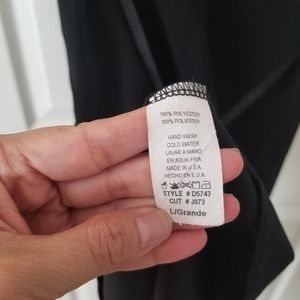 100% POLYESTER
100% POLIESTER
HAND WASH
COLD WATER
LAVAR A MANO
EN AGUA FRIA
MADE IN U.S.A.
HECHO EN E.U.A.
STYLE # D5743
CUT # J073
L/Grande